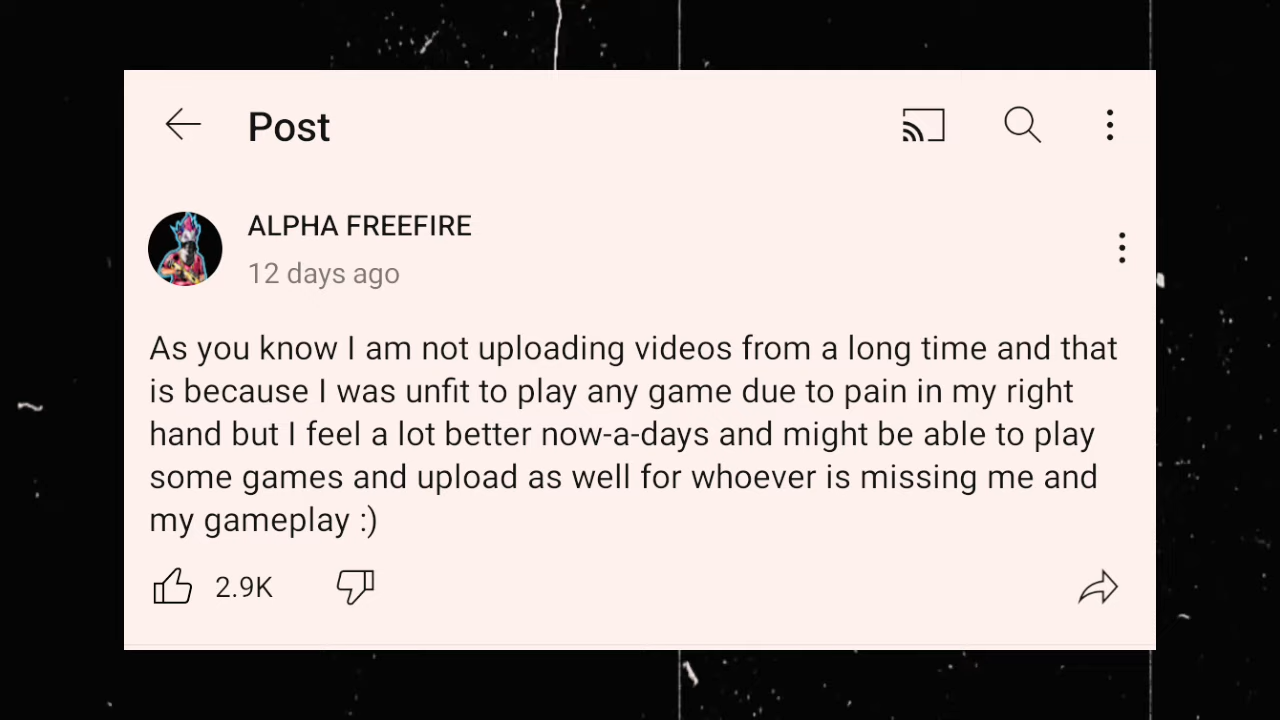 Post
ALPHA FREEFIRE
12 days ago
As you know I am not uploading videos from a long time and that
is because I was unfit to play any game due to pain in my right
hand but I feel a lot better now-a-days and might be able to play
some games and upload as well for whoever is missing me and
my gameplay :)
2.9K